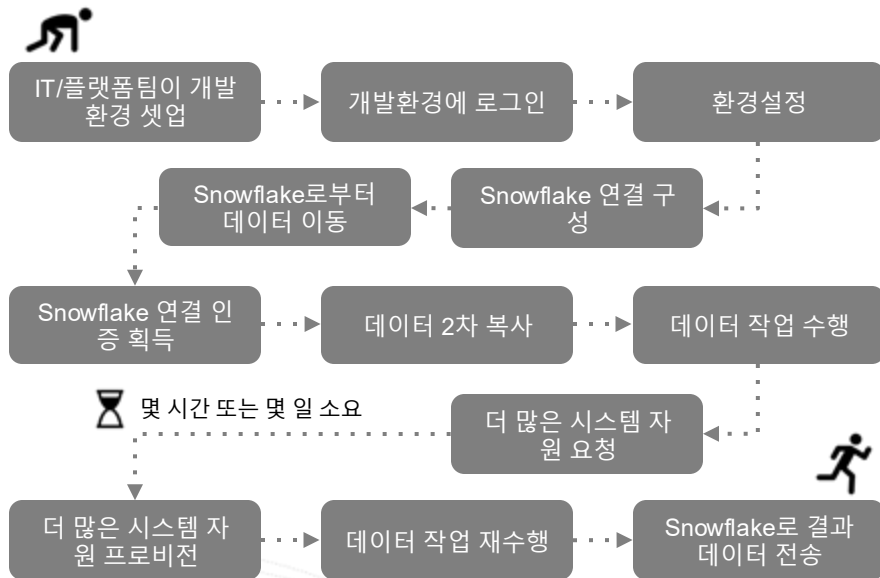 IT/플랫폼팀이 개발
환경 셋업
개발환경에 로그인
환경설정
Snowflake 연결 구
성
Snowflake로부터
데이터 이동
Snowflake 연결 인
증 획득
데이터 2차 복사
데이터 작업 수행
더 많은 시스템 자
원 요청
몇 시간 또는 몇 일 소요
더 많은 시스템 자
원 프로비전
데이터 작업 재수행
Snowflake로 결과
데이터 전송